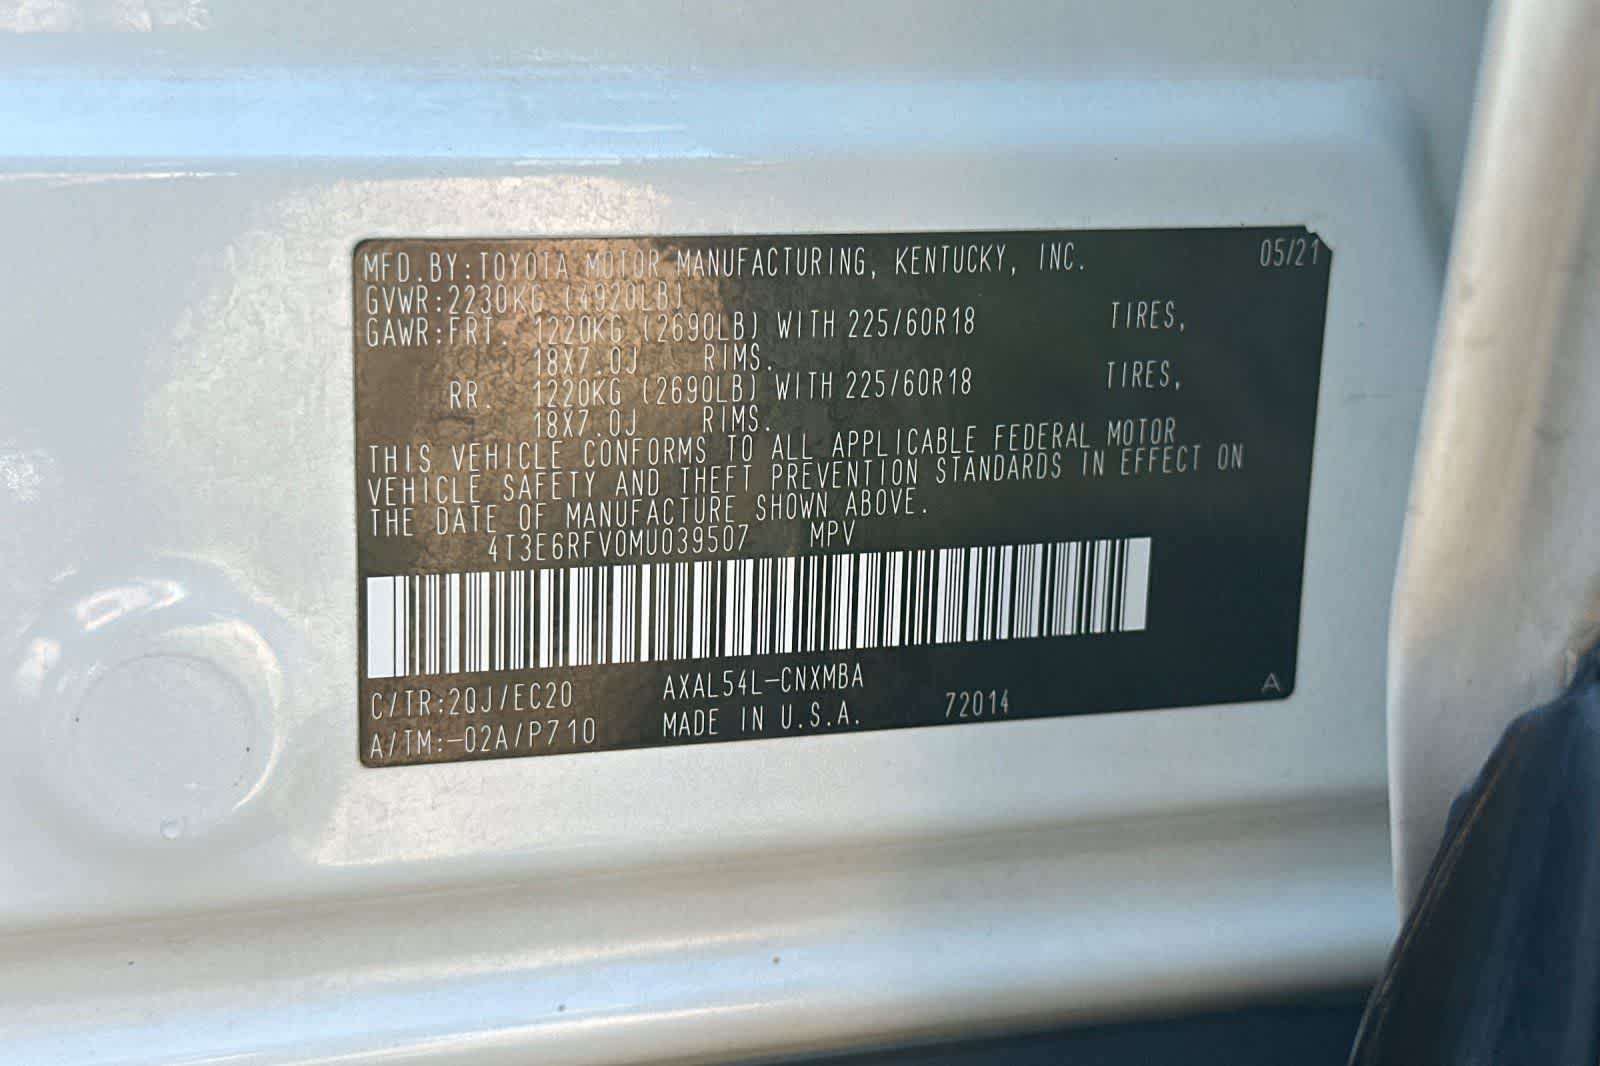 MFD.BY:TOYOTA MOTOR MANUFACTURING, KENTUCKY, INC. 05/21
GVWR:2230KG (4920LB)
GAWR:FRT. 1220KG (2690LB) WITH 225/60R18 TIRES,
18X7.0J RIMS.
RR. 1220KG (2690LB) WITH 225/60R18 TIRES,
18X7.0J RIMS.
THIS VEHICLE CONFORMS TO ALL APPLICABLE FEDERAL MOTOR
VEHICLE SAFETY AND THEFT PREVENTION STANDARDS IN EFFECT ON
THE DATE OF MANUFACTURE SHOWN ABOVE.
4T3E6RFV0MU039507 MPV
C/TR:2QJ/EC20 AXAL54L-CNXMBA
A/TM:-02A/P710 MADE IN U.S.A. 72014 A